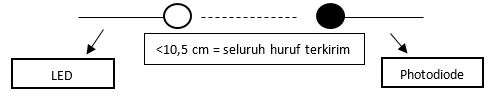 <10,5 cm = seluruh huruf terkirim
LED
Photodiode